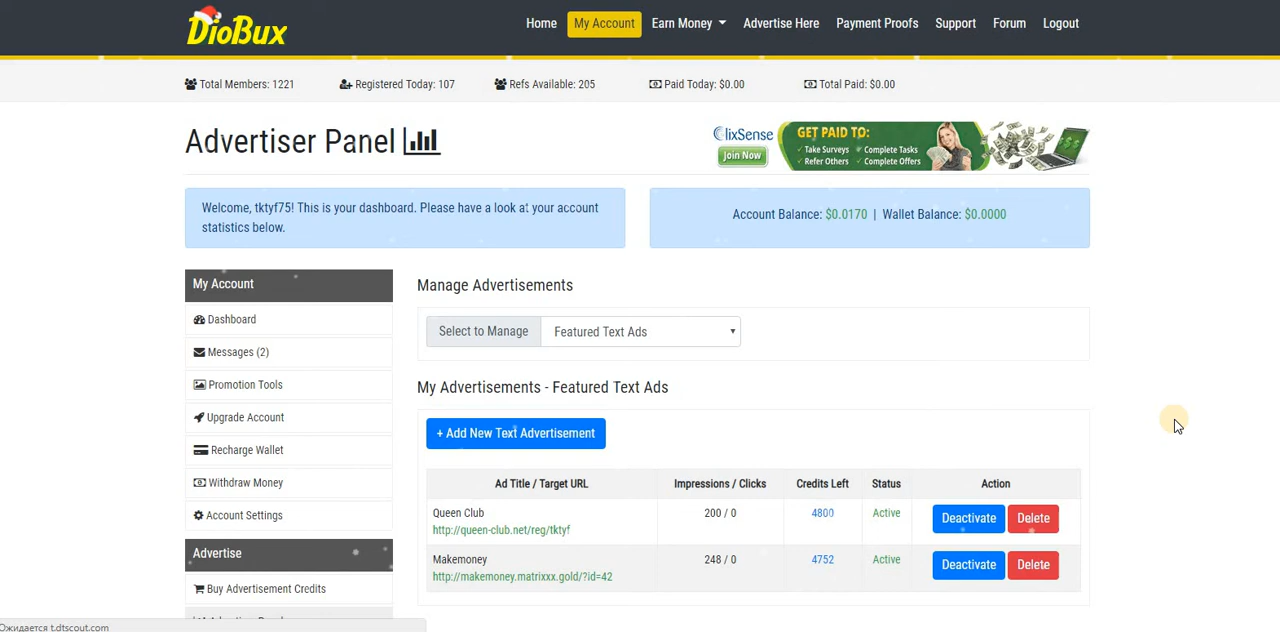 DioBux
Home My Account Earn Money Advertise Here Payment Proofs Support Forum Logout
Total Members: 1221 Registered Today: 107 Refs Available: 205 Paid Today: $0.00 Total Paid: $0.00
Advertiser Panel
ClixSense
Join Now
GET PAID TO:
Take Surveys Complete Tasks
Refer Others Complete Offers
Welcome, tktyf75! This is your dashboard. Please have a look at your account
statistics below.
Account Balance: $0.0170 | Wallet Balance: $0.0000
My Account
Dashboard
Messages (2)
Promotion Tools
Upgrade Account
Recharge Wallet
Withdraw Money
Account Settings
Advertise
Buy Advertisement Credits
Manage Advertisements
Select to Manage Featured Text Ads
My Advertisements - Featured Text Ads
+ Add New Text Advertisement
Ad Title / Target URL Impressions / Clicks Credits Left Status Action
Queen Club 200 / 0 4800 Active Deactivate Delete
http://queen-club.net/reg/tktyf
Makemoney 248 / 0 4752 Active Deactivate Delete
http://makemoney.matrixxx.gold/?id=42
Ожидается t.dtscout.com